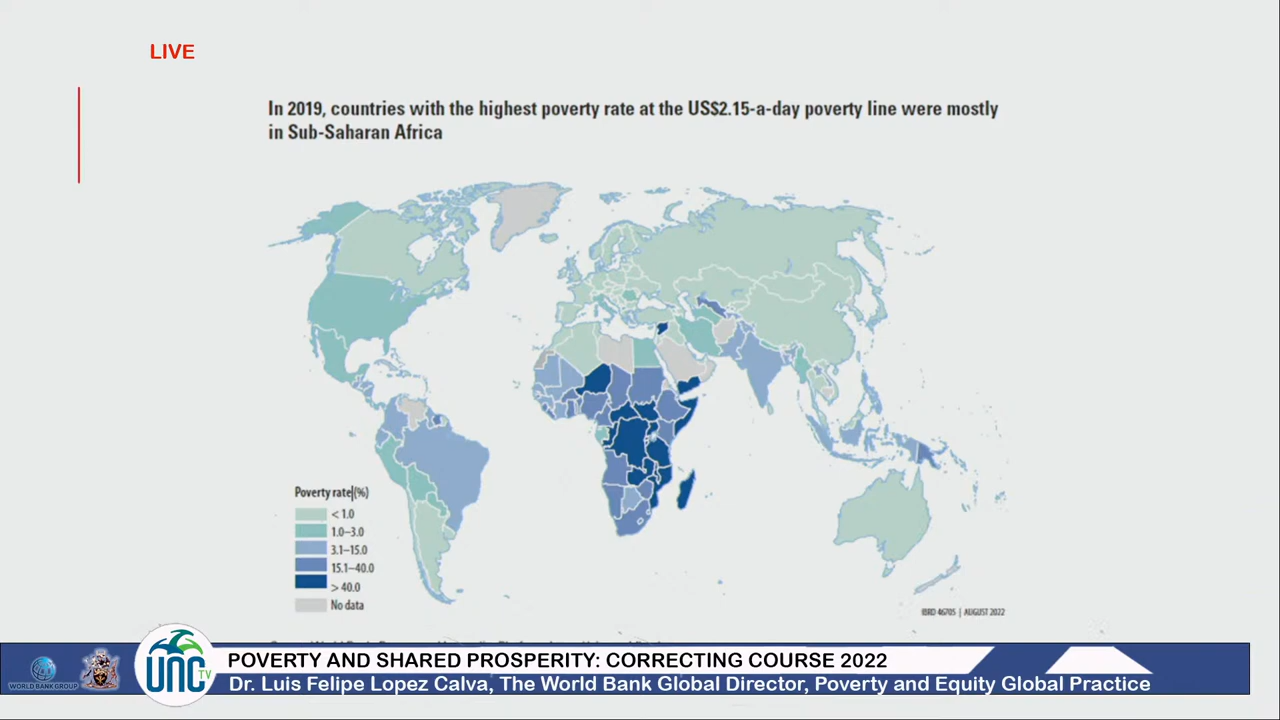 LIVE
In 2019, countries with the highest poverty rate at the US$2.15-a-day poverty line were mostly
in Sub-Saharan Africa
Poverty rate (%)
< 1.0
1.0–3.0
3.1–15.0
15.1–40.0
> 40.0
No data
IBRD 46705 | AUGUST 2022
POVERTY AND SHARED PROSPERITY: CORRECTING COURSE 2022
Dr. Luis Felipe Lopez Calva, The World Bank Global Director, Poverty and Equity Global Practice
WORLD BANK GROUP
UNC TV